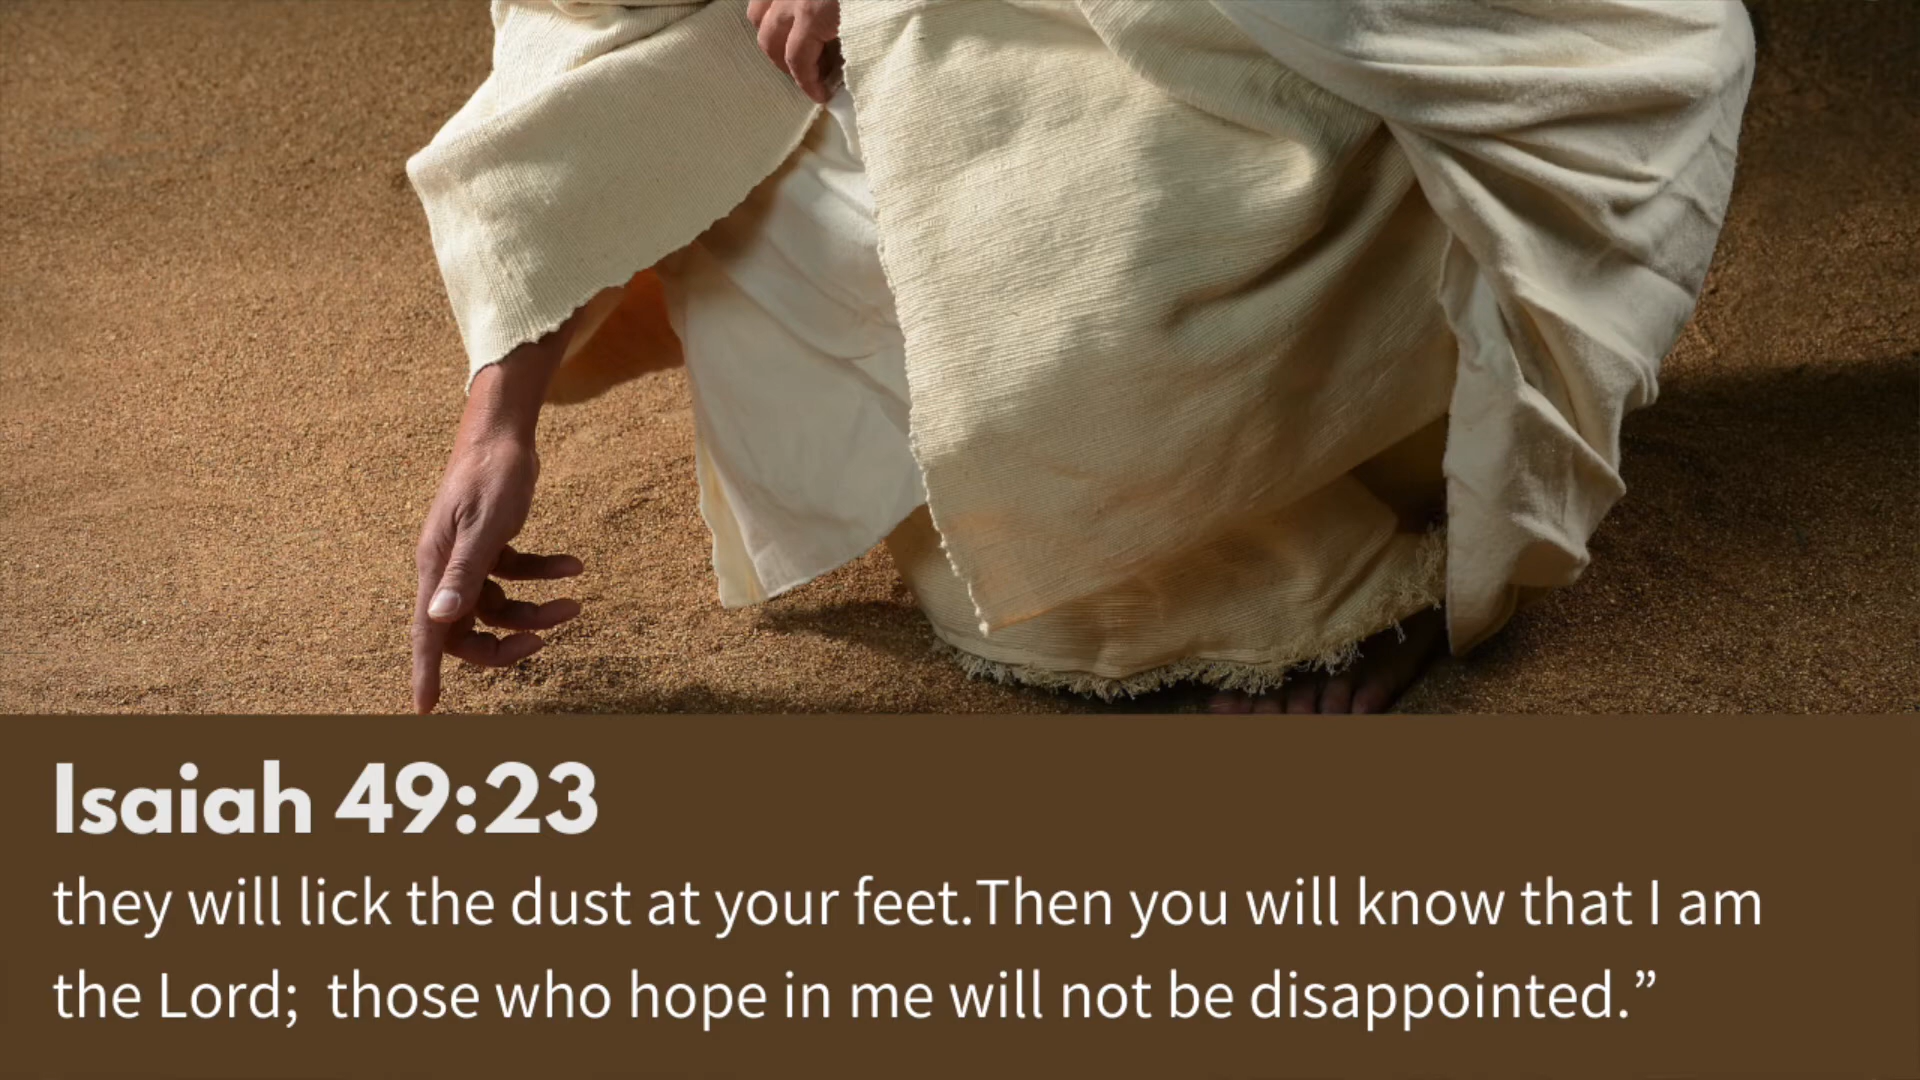 Isaiah 49:23
they will lick the dust at your feet.Then you will know that I am
the Lord;  those who hope in me will not be disappointed.”